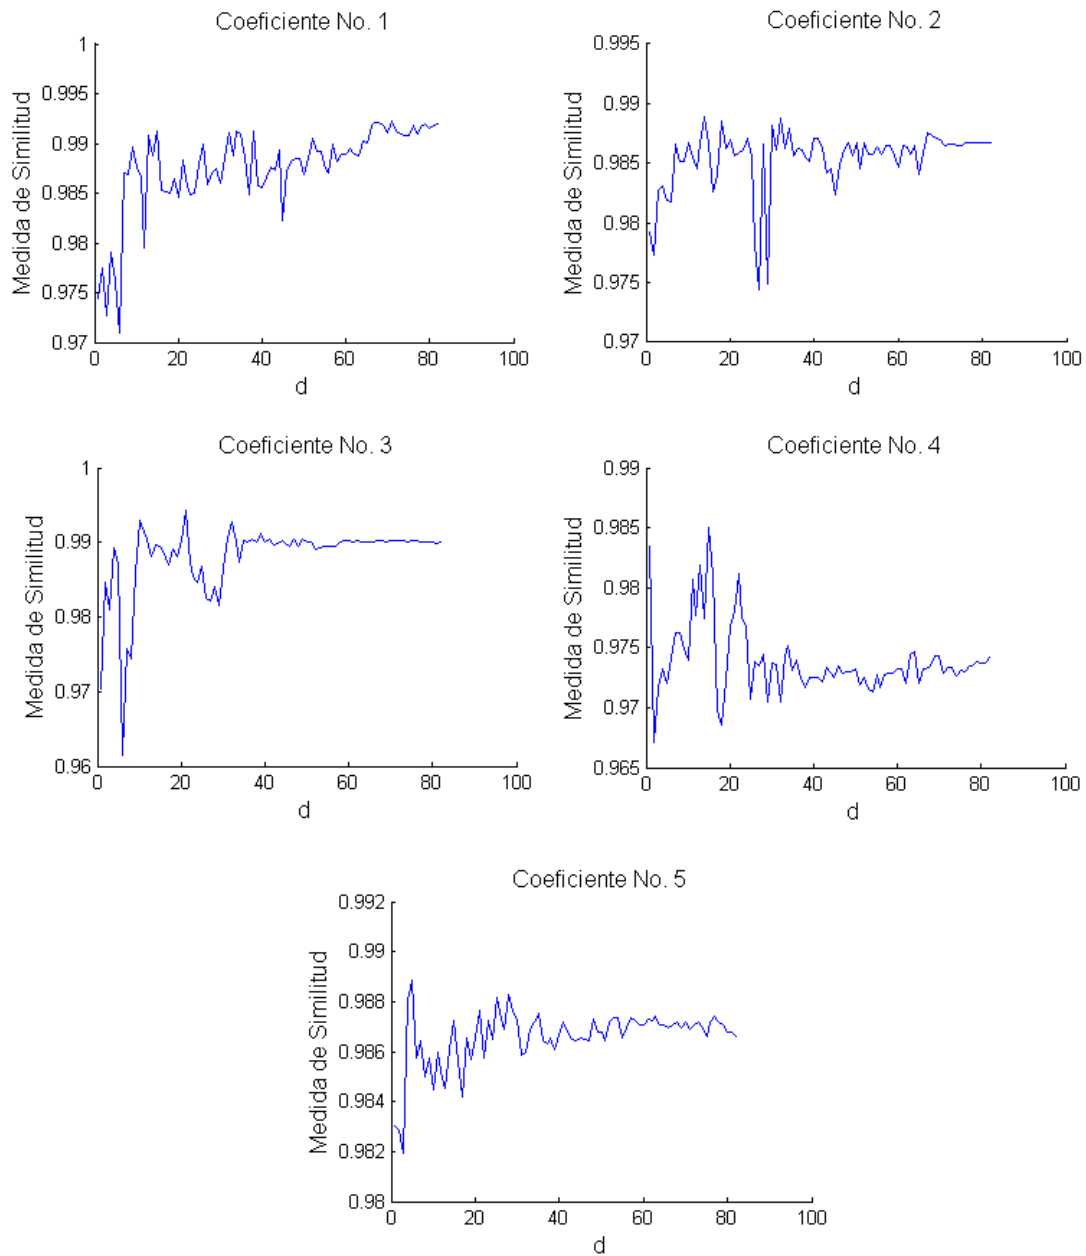 Coeficiente No. 1
1
0.995
0.99
0.985
0.98
0.975
0.97
Medida de Similitud
0 20 40 60 80 100
d
Coeficiente No. 2
0.995
0.99
0.985
0.98
0.975
0.97
Medida de Similitud
0 20 40 60 80 100
d
Coeficiente No. 3
1
0.99
0.98
0.97
0.96
Medida de Similitud
0 20 40 60 80 100
d
Coeficiente No. 4
0.99
0.985
0.98
0.975
0.97
0.965
Medida de Similitud
0 20 40 60 80 100
d
Coeficiente No. 5
0.992
0.99
0.988
0.986
0.984
0.982
0.98
Medida de Similitud
0 20 40 60 80 100
d